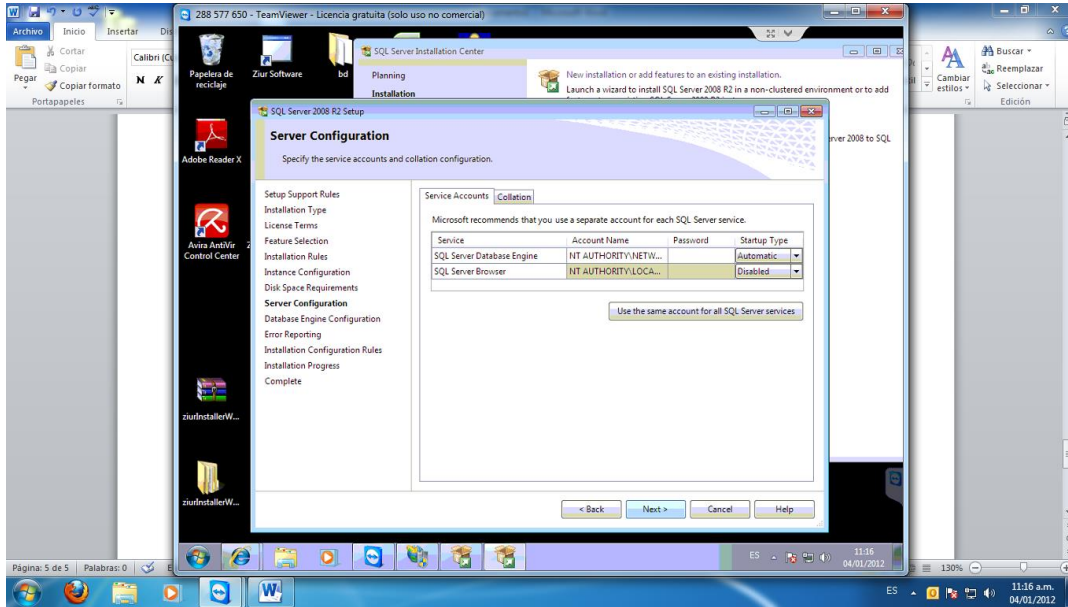 288 577 650 - TeamViewer - Licencia gratuita (solo uso no comercial)
Archivo Inicio Insertar
Cortar
Copiar
Copiar formato
Pegar
Portapapeles
Calibri
N K
Buscar
Reemplazar
Seleccionar
Cambiar estilos
Edición
Papelera de reciclaje
Ziur Software
bd
Adobe Reader X
Avira AntiVir Control Center
ziurInstallerW...
ziurInstallerW...
SQL Server Installation Center
Planning
Installation
New installation or add features to an existing installation.
Launch a wizard to install SQL Server 2008 R2 in a non-clustered environment or to add
rver 2008 to SQL
SQL Server 2008 R2 Setup
Server Configuration
Specify the service accounts and collation configuration.
Setup Support Rules
Installation Type
License Terms
Feature Selection
Installation Rules
Instance Configuration
Disk Space Requirements
Server Configuration
Database Engine Configuration
Error Reporting
Installation Configuration Rules
Installation Progress
Complete
Service Accounts Collation
Microsoft recommends that you use a separate account for each SQL Server service.
Service Account Name Password Startup Type
SQL Server Database Engine NT AUTHORITY\NETW... Automatic
SQL Server Browser NT AUTHORITY\LOCA... Disabled
Use the same account for all SQL Server services
< Back Next > Cancel Help
ES 11:16
04/01/2012
Página: 5 de 5 Palabras: 0
130%
ES 11:16 a.m.
04/01/2012